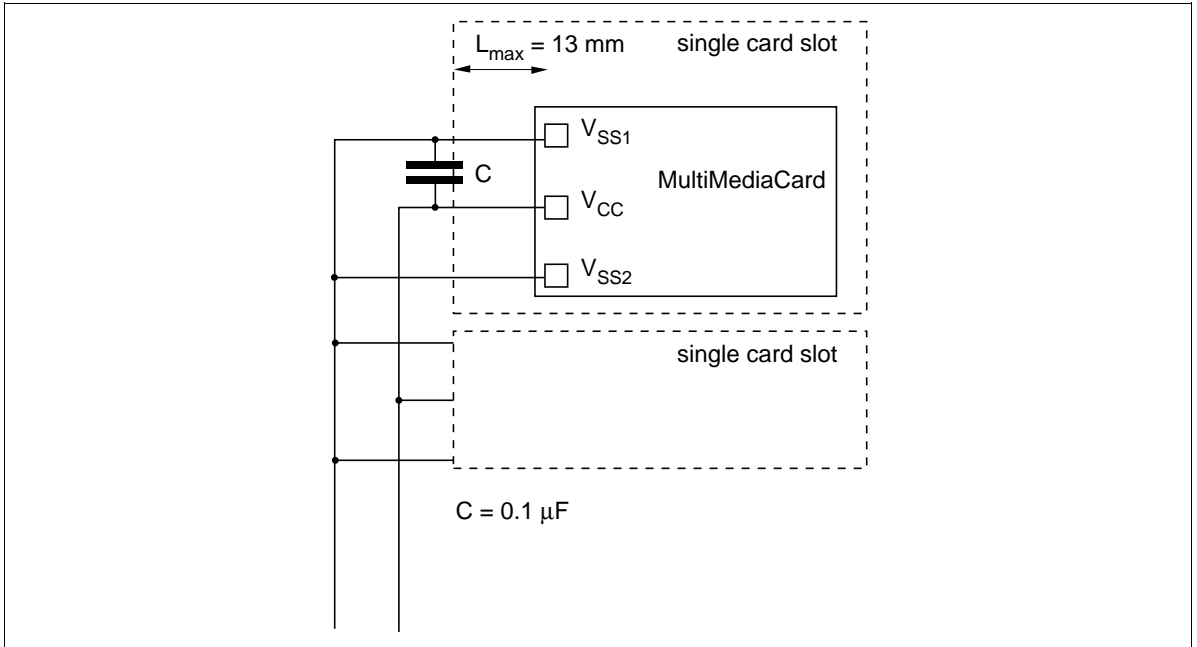 L_max = 13 mm single card slot
V_SS1
C
MultiMediaCard
V_CC
V_SS2
single card slot
C = 0.1 μF